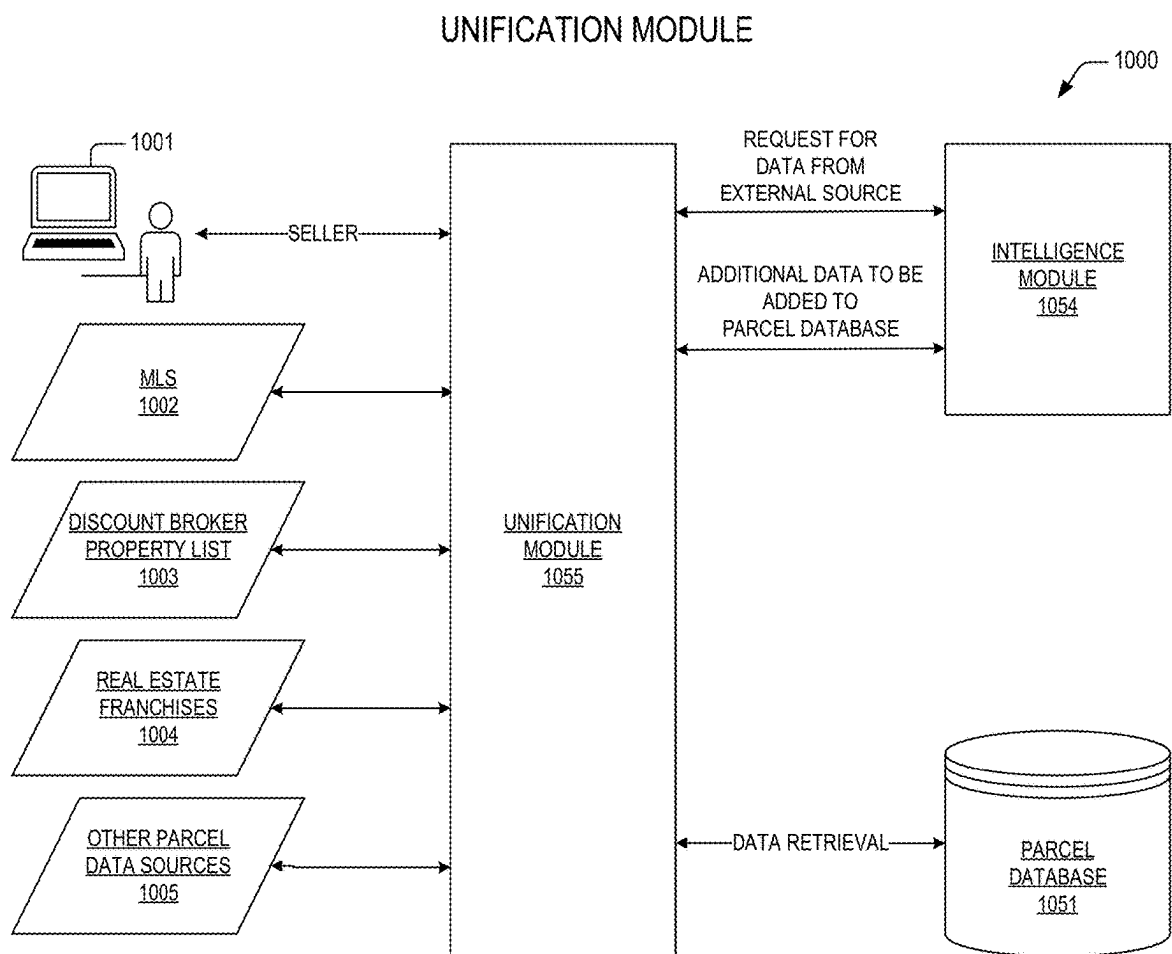 UNIFICATION MODULE
1000
1001
SELLER
MLS
1002
DISCOUNT BROKER
PROPERTY LIST
1003
REAL ESTATE
FRANCHISES
1004
OTHER PARCEL
DATA SOURCES
1005
UNIFICATION
MODULE
1055
REQUEST FOR
DATA FROM
EXTERNAL SOURCE
ADDITIONAL DATA TO BE
ADDED TO
PARCEL DATABASE
DATA RETRIEVAL
INTELLIGENCE
MODULE
1054
PARCEL
DATABASE
1051